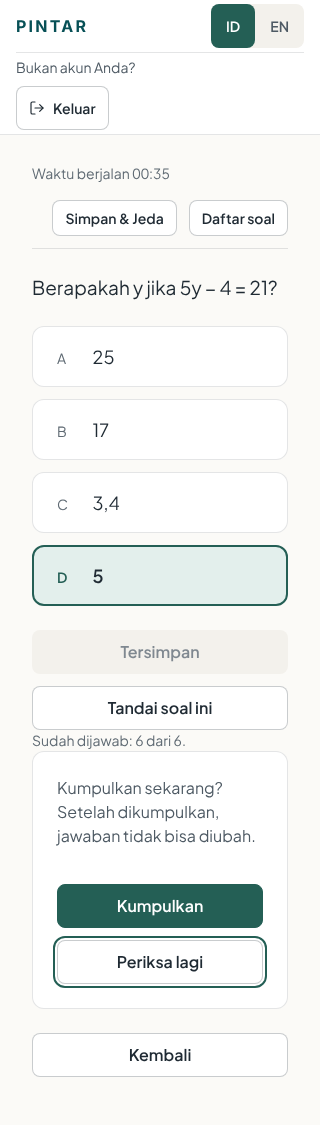 PINTAR
ID
EN
Bukan akun Anda?
Keluar
Waktu berjalan 00:35
Simpan & Jeda
Daftar soal
Berapakah y jika 5y – 4 = 21?
A 25
B 17
C 3,4
D 5
Tersimpan
Tandai soal ini
Sudah dijawab: 6 dari 6.
Kumpulkan sekarang?
Setelah dikumpulkan,
jawaban tidak bisa diubah.
Kumpulkan
Periksa lagi
Kembali